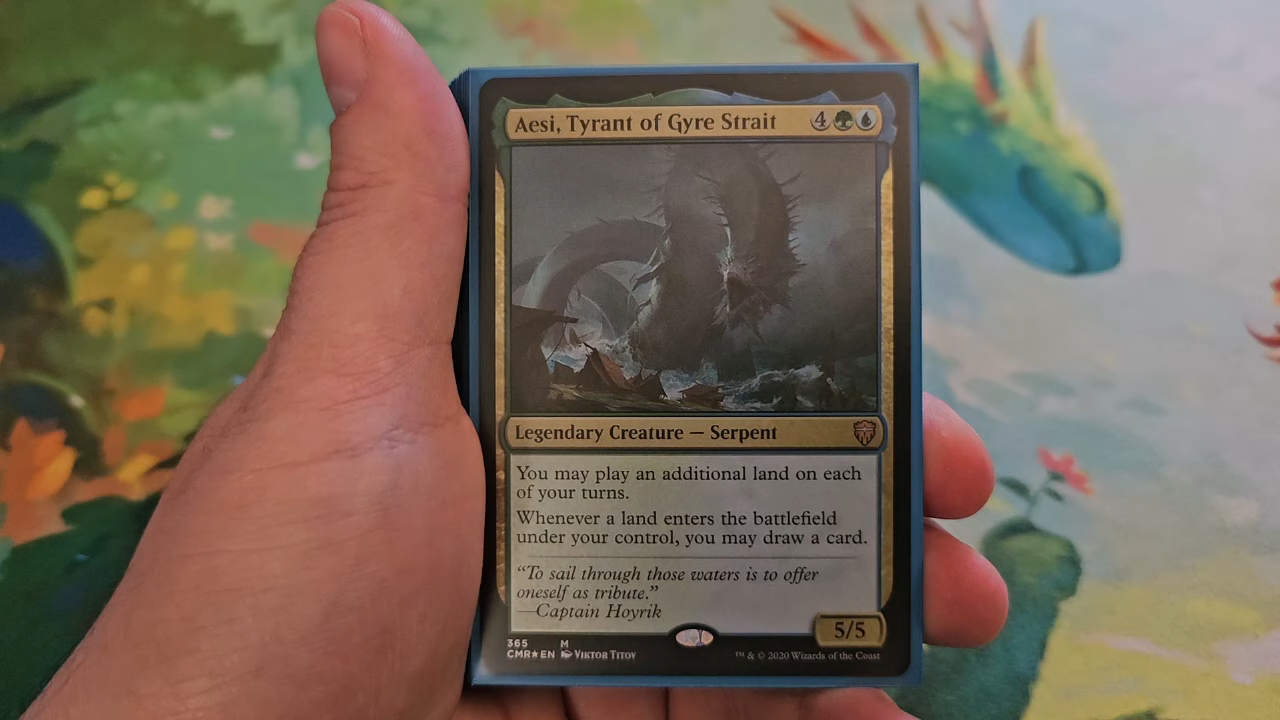 Aesi, Tyrant of Gyre Strait 4
Legendary Creature — Serpent
You may play an additional land on each
of your turns.
Whenever a land enters the battlefield
under your control, you may draw a card.
“To sail through those waters is to offer
oneself as tribute.”
—Captain Hoyrik
5/5
365 M
CMR★EN Viktor Titov
™ & © 2020 Wizards of the Coast